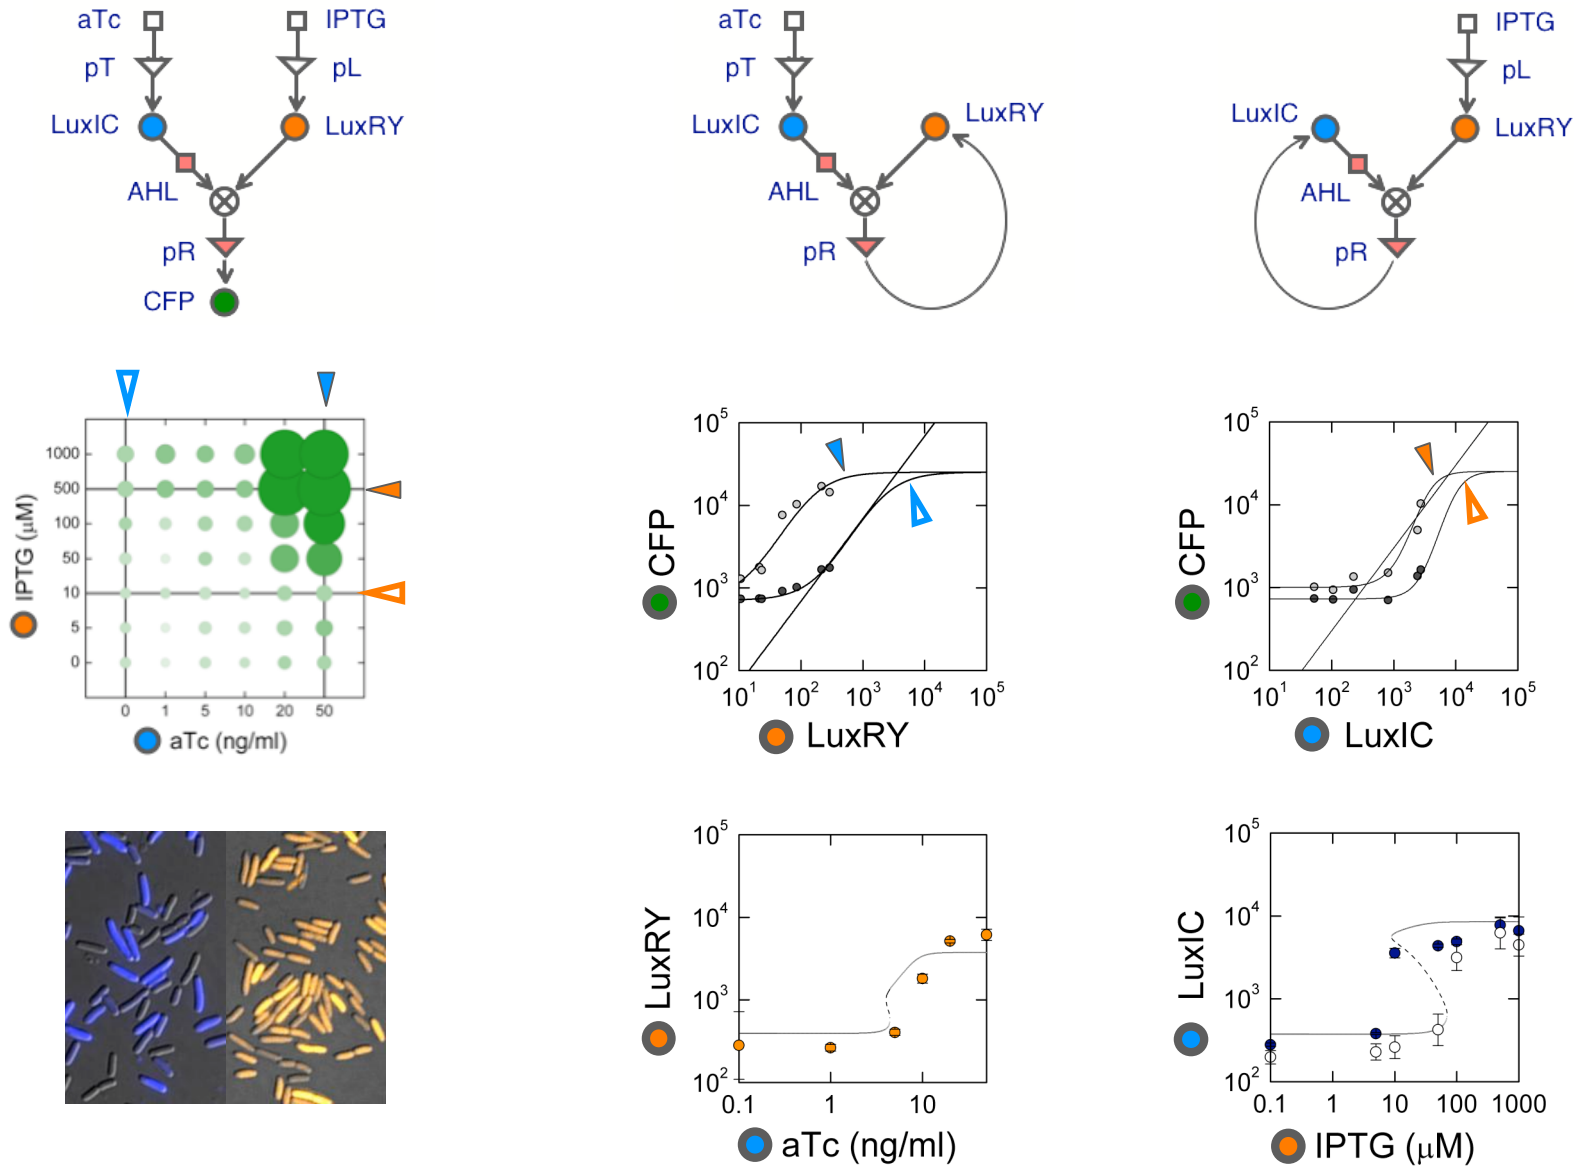 aTc
IPTG
pT
pL
LuxIC
LuxRY
AHL
pR
CFP
aTc
pT
LuxIC
LuxRY
AHL
pR
IPTG
pL
LuxIC
LuxRY
AHL
pR
IPTG (µM)
1000
500
100
50
10
5
0
0 1 5 10 20 50
aTc (ng/ml)
CFP
10^5
10^4
10^3
10^2
10^1 10^2 10^3 10^4 10^5
LuxRY
CFP
10^5
10^4
10^3
10^2
10^1 10^2 10^3 10^4 10^5
LuxIC
LuxRY
10^5
10^4
10^3
10^2
0.1 1 10
aTc (ng/ml)
LuxIC
10^5
10^4
10^3
10^2
0.1 1 10 100 1000
IPTG (µM)